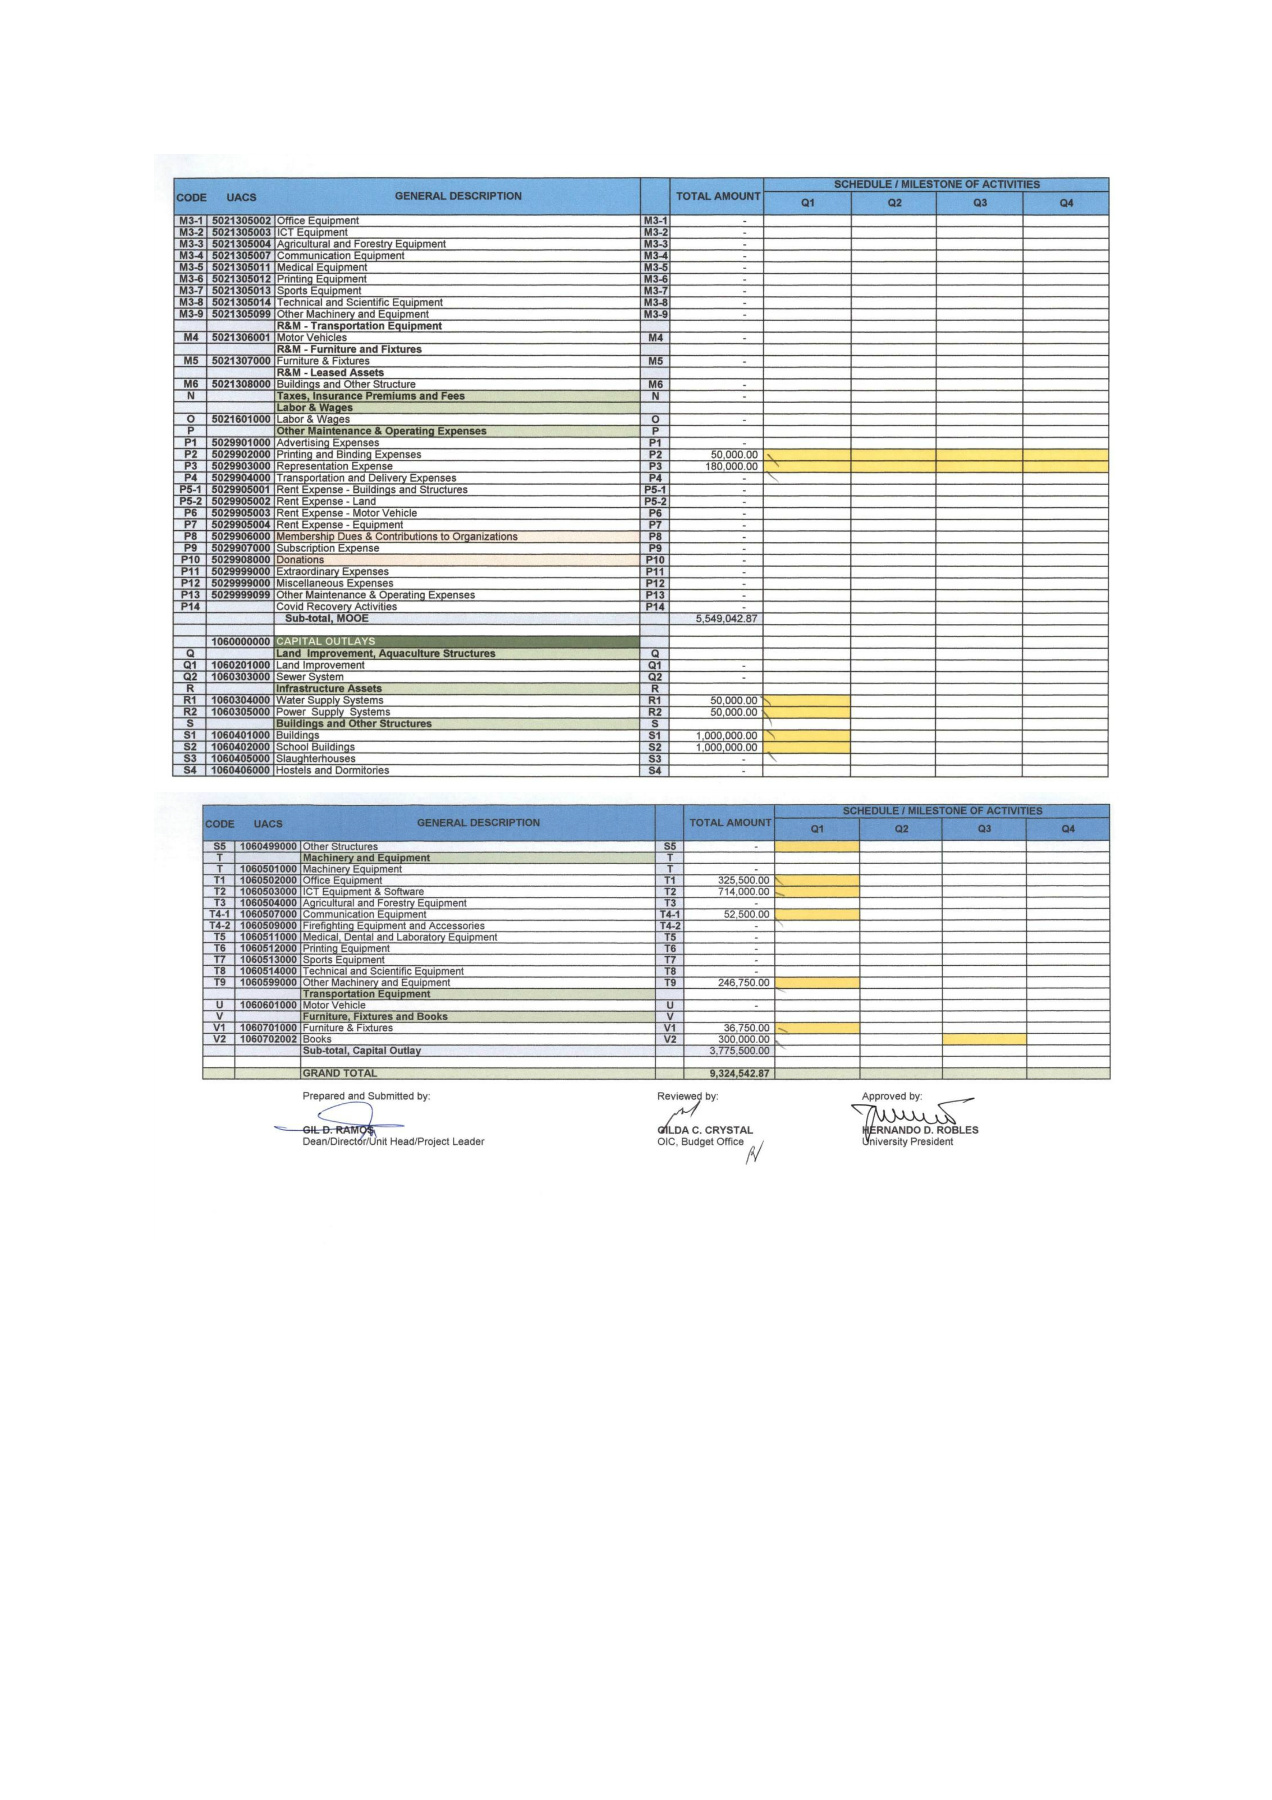 CODE UACS GENERAL DESCRIPTION TOTAL AMOUNT SCHEDULE / MILESTONE OF ACTIVITIES
Q1 Q2 Q3 Q4
M3-1 5021305002 Office Equipment M3-1 -
M3-2 5021305003 ICT Equipment M3-2 -
M3-3 5021305004 Agricultural and Forestry Equipment M3-3 -
M3-4 5021305007 Communication Equipment M3-4 -
M3-5 5021305011 Medical Equipment M3-5 -
M3-6 5021305012 Printing Equipment M3-6 -
M3-7 5021305013 Sports Equipment M3-7 -
M3-8 5021305014 Technical and Scientific Equipment M3-8 -
M3-9 5021305099 Other Machinery and Equipment M3-9 -
R&M - Transportation Equipment
M4 5021306001 Motor Vehicles M4 -
R&M - Furniture and Fixtures
M5 5021307000 Furniture & Fixtures M5 -
R&M - Leased Assets
M6 5021308000 Buildings and Other Structure M6 -
N Taxes, Insurance Premiums and Fees N -
Labor & Wages
O 5021601000 Labor & Wages O -
P Other Maintenance & Operating Expenses P
P1 5029901000 Advertising Expenses P1 -
P2 5029902000 Printing and Binding Expenses P2 50,000.00
P3 5029903000 Representation Expense P3 180,000.00
P4 5029904000 Transportation and Delivery Expenses P4 -
P5-1 5029905001 Rent Expense - Buildings and Structures P5-1 -
P5-2 5029905002 Rent Expense - Land P5-2 -
P6 5029905003 Rent Expense - Motor Vehicle P6 -
P7 5029905004 Rent Expense - Equipment P7 -
P8 5029906000 Membership Dues & Contributions to Organizations P8 -
P9 5029907000 Subscription Expense P9 -
P10 5029908000 Donations P10 -
P11 5029999000 Extraordinary Expenses P11 -
P12 5029999000 Miscellaneous Expenses P12 -
P13 5029999099 Other Maintenance & Operating Expenses P13 -
P14 Covid Recovery Activities P14 -
Sub-total, MOOE 5,549,042.87
1060000000 CAPITAL OUTLAYS
Q Land Improvement, Aquaculture Structures Q
Q1 1060201000 Land Improvement Q1 -
Q2 1060303000 Sewer System Q2 -
R Infrastructure Assets R
R1 1060304000 Water Supply Systems R1 50,000.00
R2 1060305000 Power Supply Systems R2 50,000.00
S Buildings and Other Structures S
S1 1060401000 Buildings S1 1,000,000.00
S2 1060402000 School Buildings S2 1,000,000.00
S3 1060405000 Slaughterhouses S3 -
S4 1060406000 Hostels and Dormitories S4 -
CODE UACS GENERAL DESCRIPTION TOTAL AMOUNT SCHEDULE / MILESTONE OF ACTIVITIES
Q1 Q2 Q3 Q4
S5 1060499000 Other Structures S5 -
T Machinery and Equipment T
T 1060501000 Machinery Equipment T -
T1 1060502000 Office Equipment T1 325,500.00
T2 1060503000 ICT Equipment & Software T2 714,000.00
T3 1060504000 Agricultural and Forestry Equipment T3 -
T4-1 1060507000 Communication Equipment T4-1 52,500.00
T4-2 1060509000 Firefighting Equipment and Accessories T4-2 -
T5 1060511000 Medical, Dental and Laboratory Equipment T5 -
T6 1060512000 Printing Equipment T6 -
T7 1060513000 Sports Equipment T7 -
T8 1060514000 Technical and Scientific Equipment T8 -
T9 1060599000 Other Machinery and Equipment T9 246,750.00
Transportation Equipment
U 1060601000 Motor Vehicle U -
V Furniture, Fixtures and Books V
V1 1060701000 Furniture & Fixtures V1 36,750.00
V2 1060702002 Books V2 300,000.00
Sub-total, Capital Outlay 3,775,500.00
GRAND TOTAL 9,324,542.87
Prepared and Submitted by: Reviewed by: Approved by:
GIL D. RAMOS GILDA C. CRYSTAL HERNANDO D. ROBLES
Dean/Director/Unit Head/Project Leader OIC, Budget Office University President